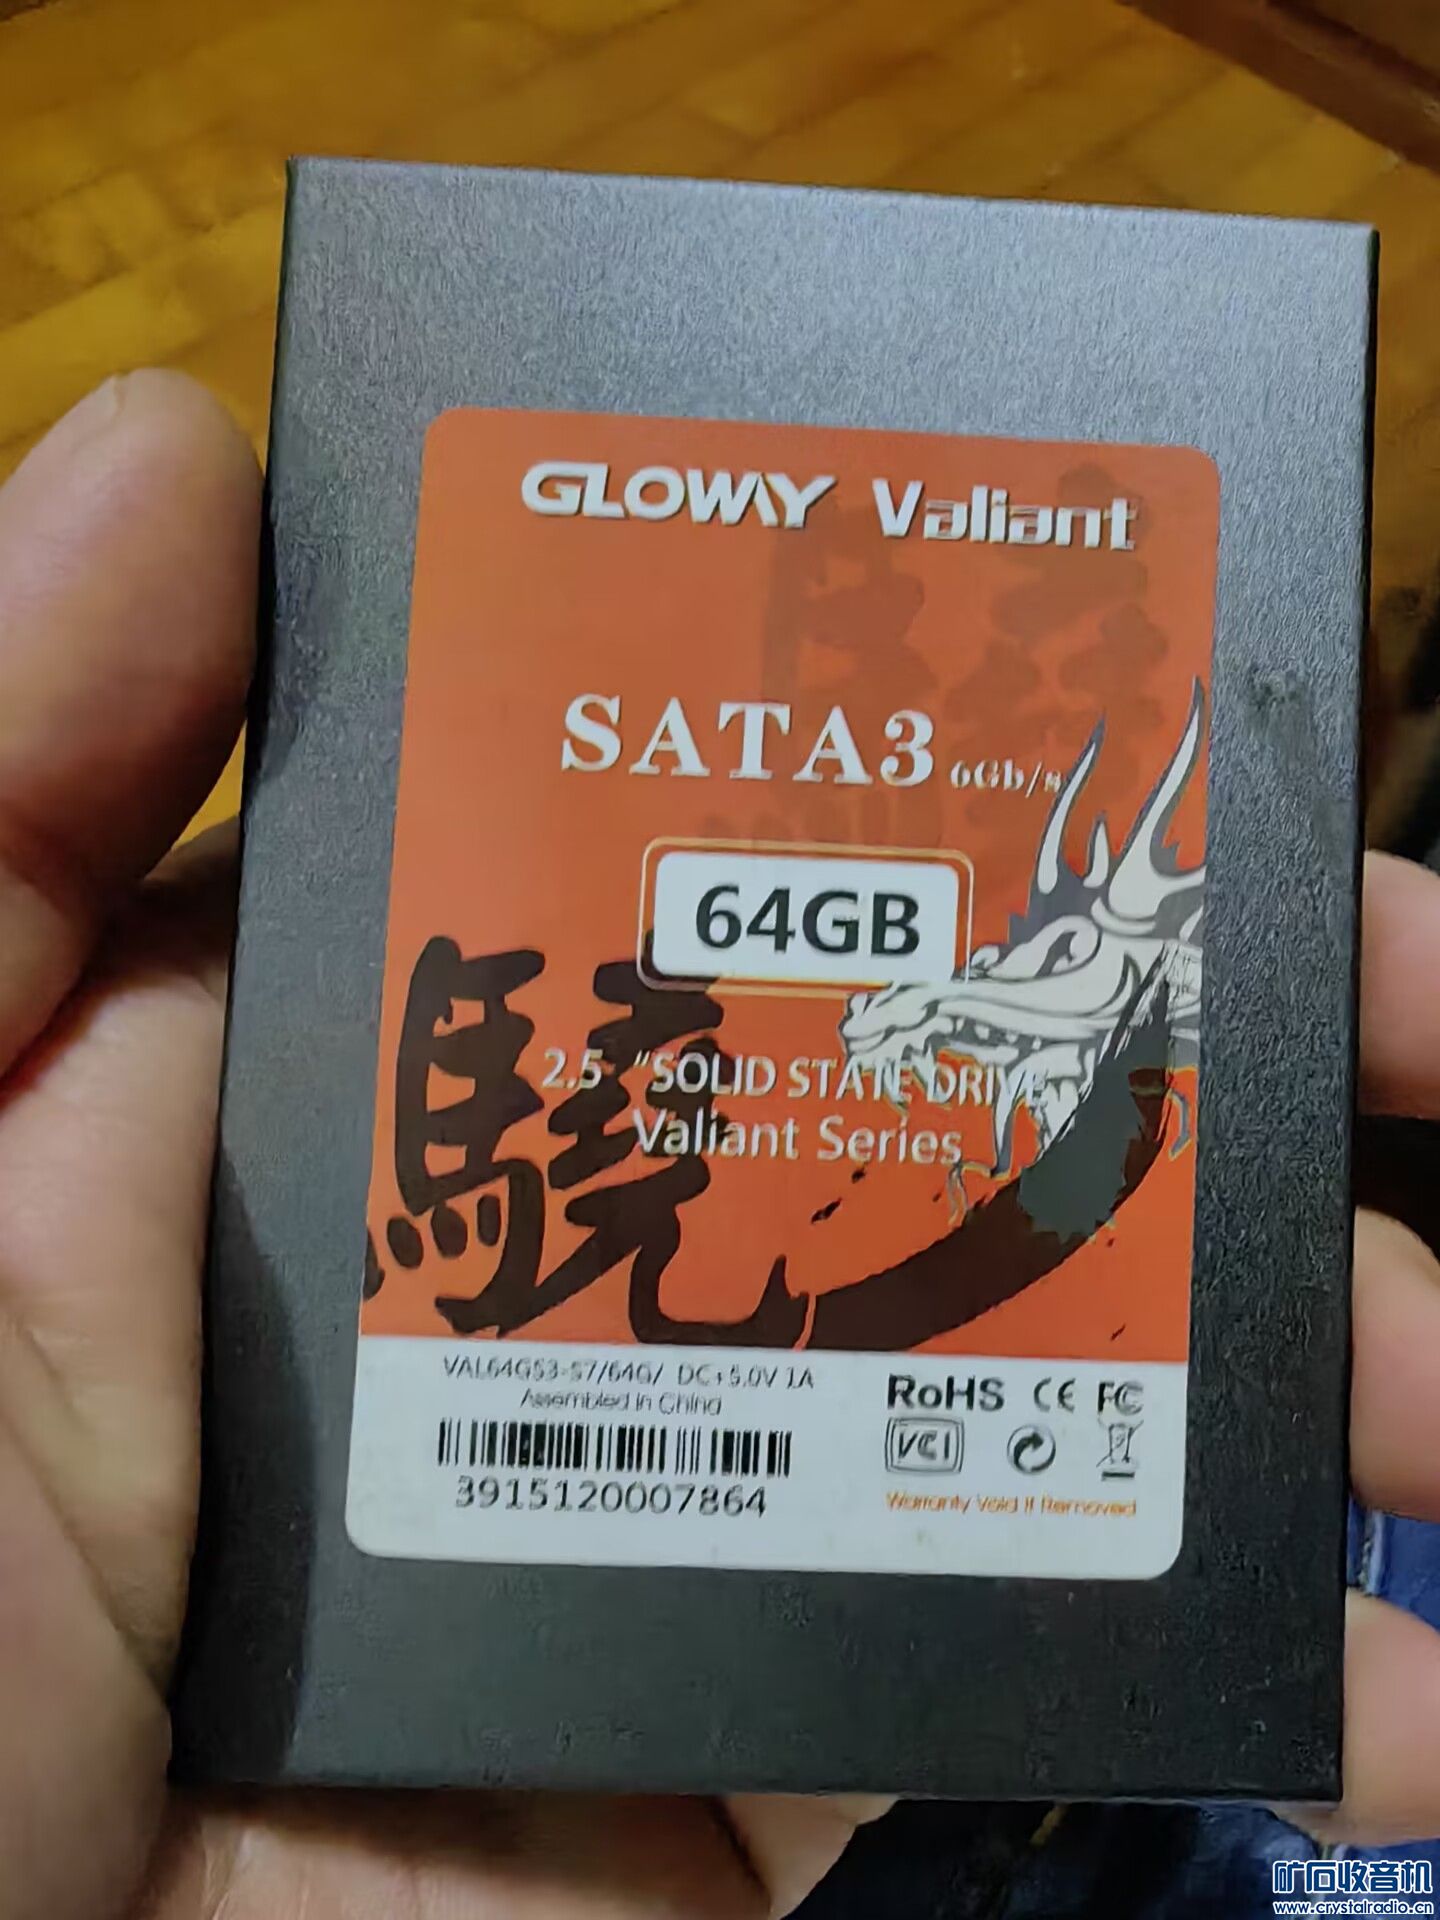 GLOWAY Valiant
SATA3 6Gb/s
64GB
驍
2.5 "SOLID STATE DRIVE
Valiant Series
VAL64GS3-S7/64G/ DC+5.0V 1A
Assembled in China
3915120007864
RoHS CE FC
VCI
Warranty Void If Removed
矿石收音机
www.crystalradio.cn